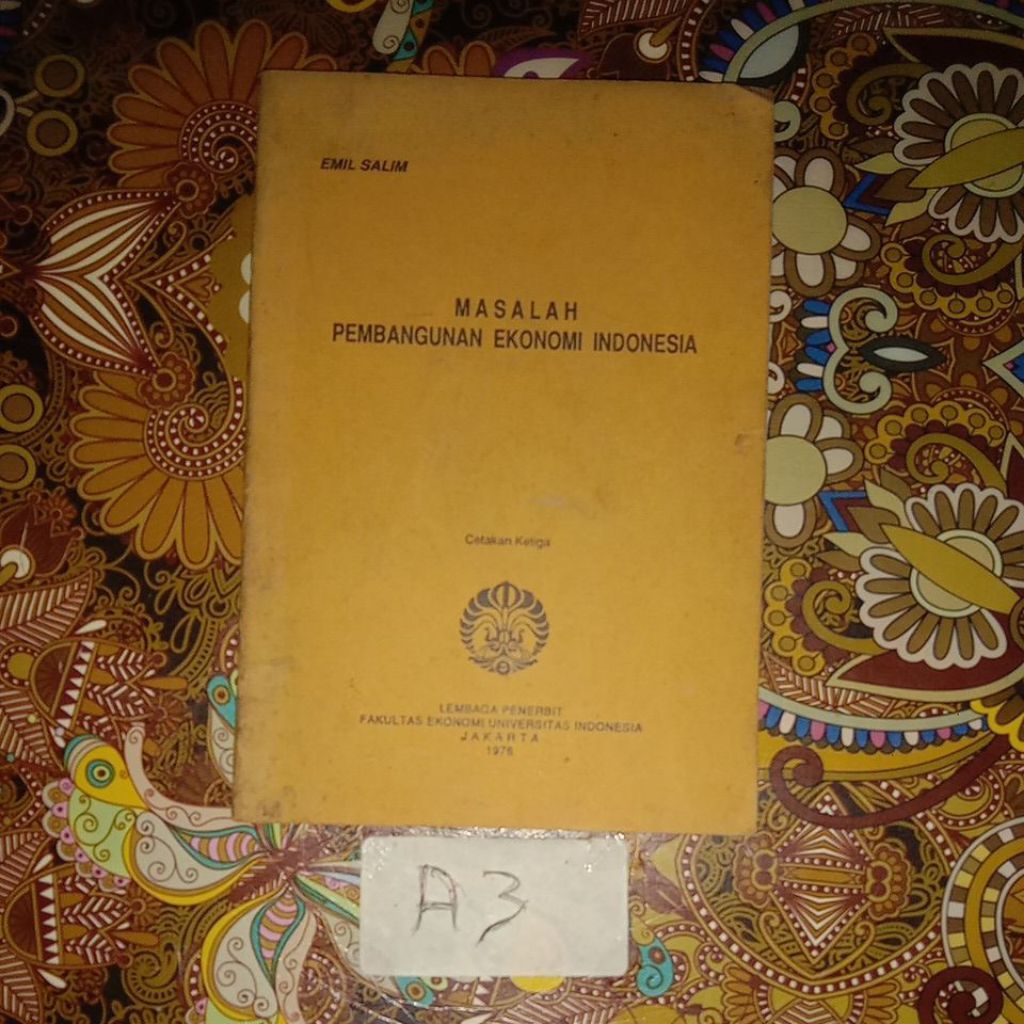 EMIL SALIM
MASALAH
PEMBANGUNAN EKONOMI INDONESIA
Cetakan Ketiga
LEMBAGA PENERBIT
FAKULTAS EKONOMI UNIVERSITAS INDONESIA
JAKARTA
1976
A3